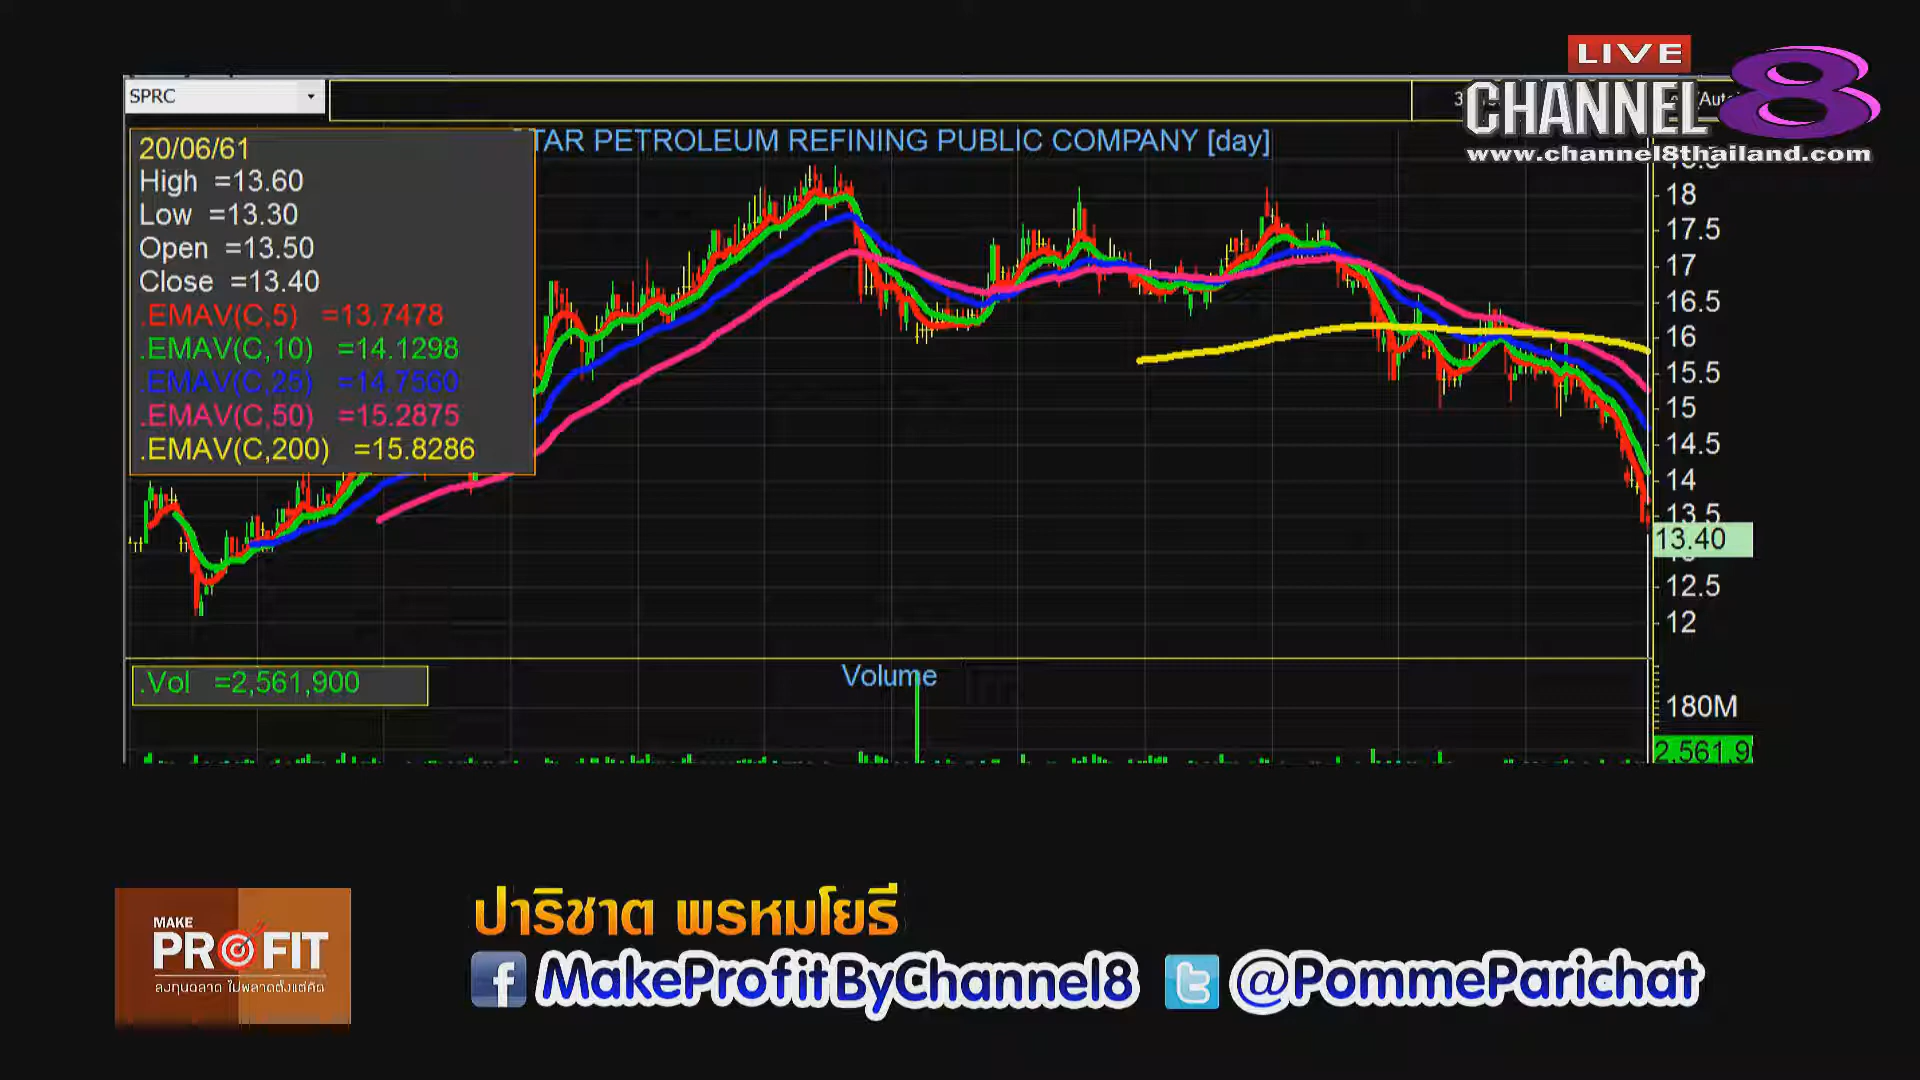 LIVE
CHANNEL 8
www.channel8thailand.com
SPRC
TAR PETROLEUM REFINING PUBLIC COMPANY [day]
20/06/61
High =13.60
Low =13.30
Open =13.50
Close =13.40
.EMAV(C,5) =13.7478
.EMAV(C,10) =14.1298
.EMAV(C,25) =14.7560
.EMAV(C,50) =15.2875
.EMAV(C,200) =15.8286
18
17.5
17
16.5
16
15.5
15
14.5
14
13.5
13.40
12.5
12
.Vol =2,561,900
Volume
180M
2,561,9
MAKE
PROFIT
ลงทุนฉลาด ไม่พลาดตั้งแต่คิด
ปาริชาต พรหมโยธี
MakeProfitByChannel8
@PommeParichat